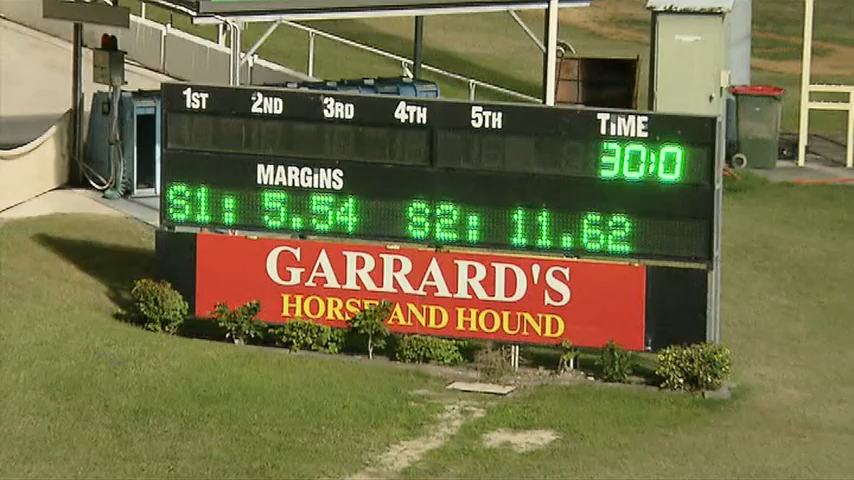 1ST 2ND 3RD 4TH 5TH TIME
30:0
MARGINS
S1: 5.54 S2: 11.62
GARRARD'S
HORSE AND HOUND